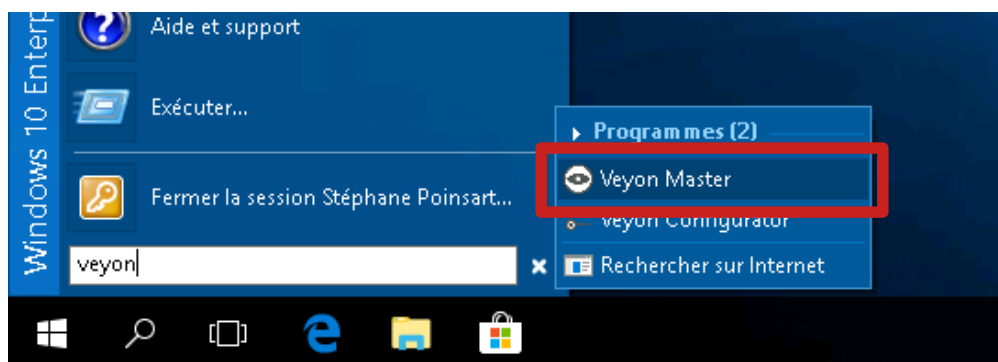 Windows 10 Enterp
Aide et support
Exécuter...
Fermer la session Stéphane Poinsart...
veyon
Programmes (2)
Veyon Master
Veyon Configurator
Rechercher sur Internet